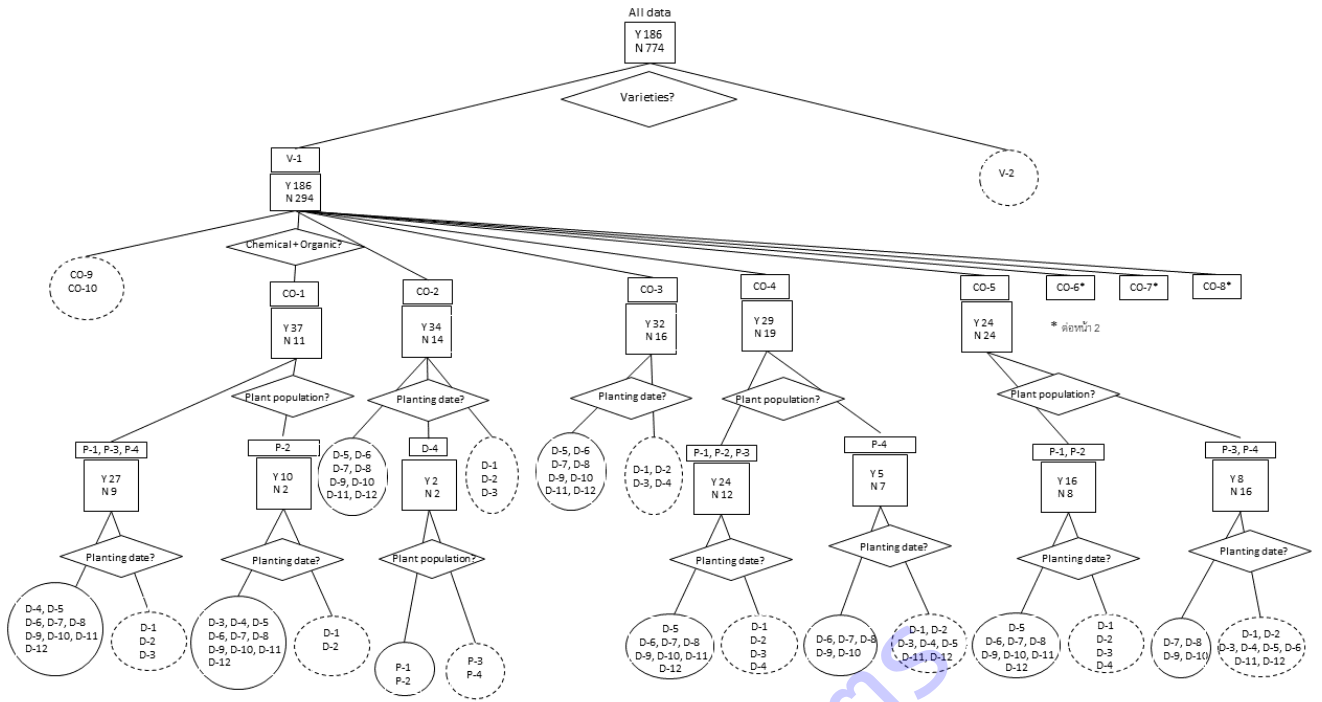 All data
Y 186
N 774
Varieties?
V-1
Y 186
N 294
V-2
Chemical + Organic?
CO-9
CO-10
CO-1
CO-2
CO-3
CO-4
CO-5
CO-6*
CO-7*
CO-8*
* ต่อหน้า 2
Y 37
N 11
Y 34
N 14
Y 32
N 16
Y 29
N 19
Y 24
N 24
Plant population?
Planting date?
Planting date?
Plant population?
Plant population?
P-1, P-3, P-4
Y 27
N 9
P-2
Y 10
N 2
D-5, D-6
D-7, D-8
D-9, D-10
D-11, D-12
D-4
Y 2
N 2
D-1
D-2
D-3
D-5, D-6
D-7, D-8
D-9, D-10
D-11, D-12
D-1, D-2
D-3, D-4
P-1, P-2, P-3
Y 24
N 12
P-4
Y 5
N 7
P-1, P-2
Y 16
N 8
P-3, P-4
Y 8
N 16
Planting date?
Planting date?
Plant population?
Planting date?
Planting date?
Planting date?
Planting date?
D-4, D-5
D-6, D-7, D-8
D-9, D-10, D-11
D-12
D-1
D-2
D-3
D-3, D-4, D-5
D-6, D-7, D-8
D-9, D-10, D-11
D-12
D-1
D-2
P-1
P-2
P-3
P-4
D-5
D-6, D-7, D-8
D-9, D-10, D-11
D-12
D-1
D-2
D-3
D-4
D-6, D-7, D-8
D-9, D-10
D-1, D-2
D-3, D-4, D-5
D-11, D-12
D-5
D-6, D-7, D-8
D-9, D-10, D-11
D-12
D-1
D-2
D-3
D-4
D-7, D-8
D-9, D-10
D-1, D-2
D-3, D-4, D-5, D-6
D-11, D-12